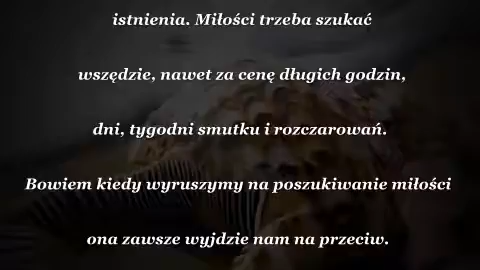 istnienia. Miłości trzeba szukać
wszędzie, nawet za cenę długich godzin,
dni, tygodni smutku i rozczarowań.
Bowiem kiedy wyruszymy na poszukiwanie miłości
ona zawsze wyjdzie nam na przeciw.